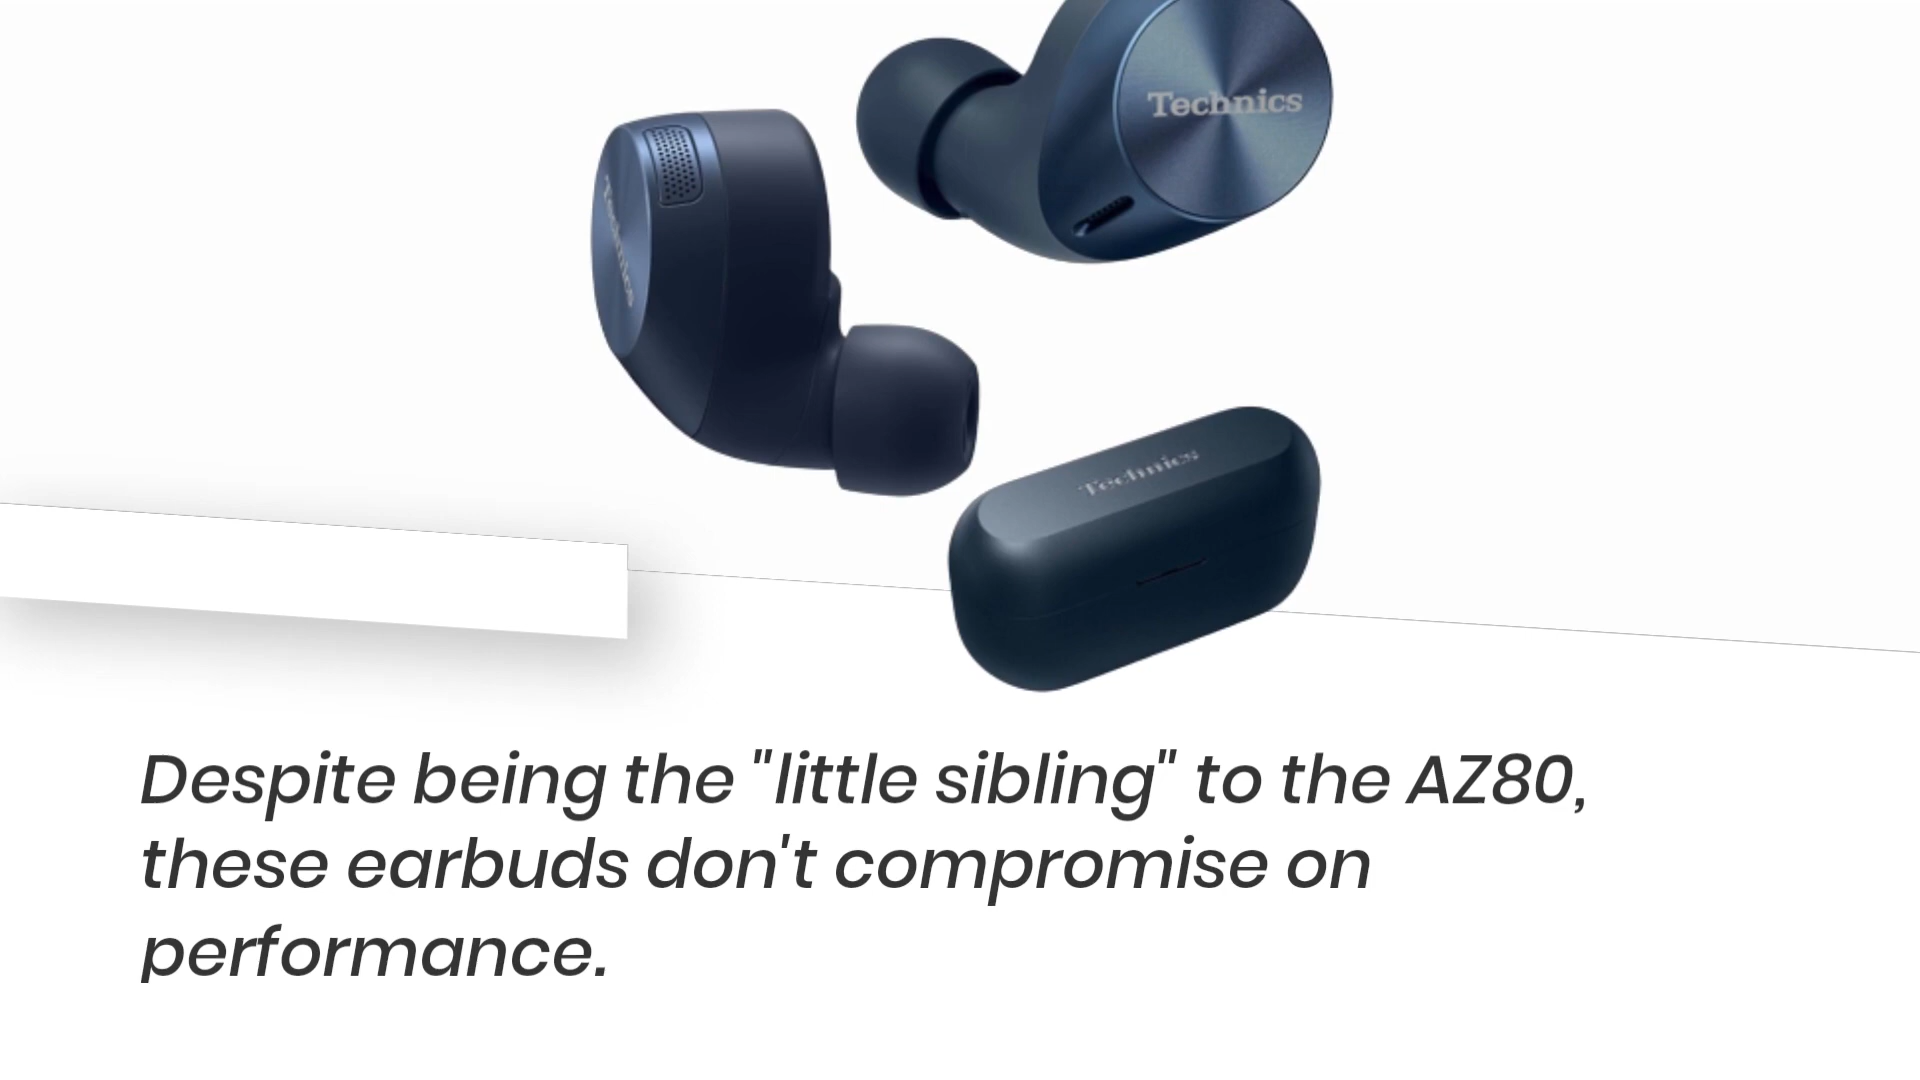 Technics
Technics
Technics
Despite being the "little sibling" to the AZ80,
these earbuds don't compromise on
performance.